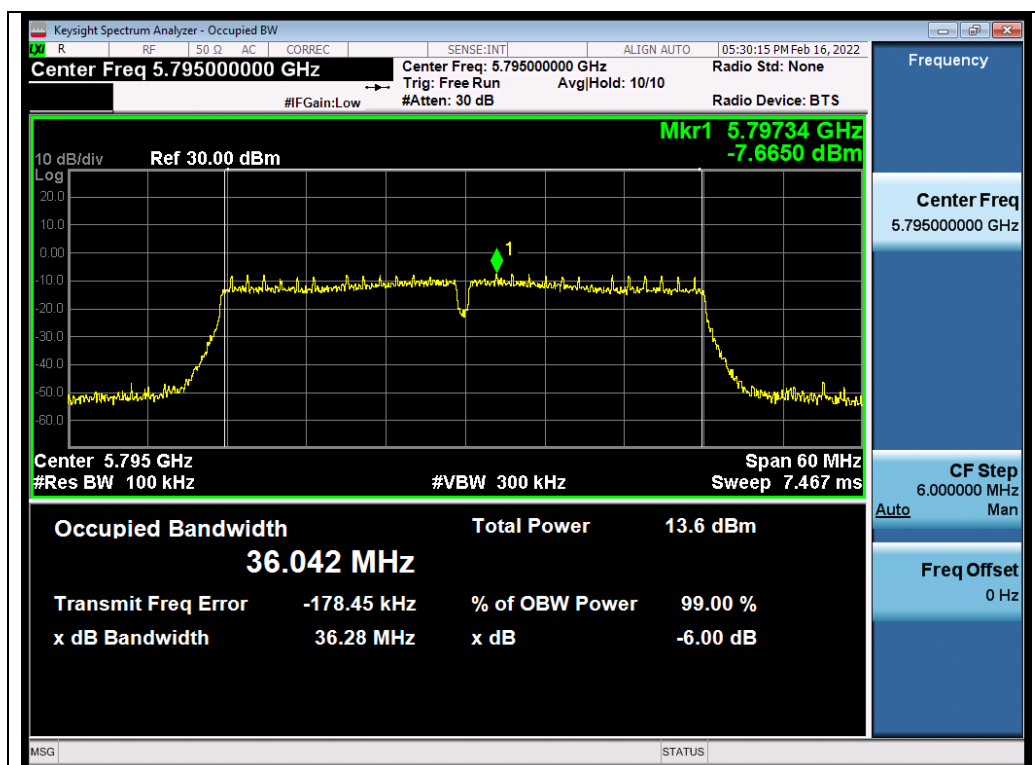 Keysight Spectrum Analyzer - Occupied BW
LXI R RF 50 Ω AC CORREC SENSE:INT ALIGN AUTO 05:30:15 PM Feb 16, 2022
Center Freq 5.795000000 GHz
Center Freq: 5.795000000 GHz
Radio Std: None
Trig: Free Run Avg|Hold: 10/10
#IFGain:Low #Atten: 30 dB Radio Device: BTS
Mkr1 5.79734 GHz
-7.6650 dBm
10 dB/div Ref 30.00 dBm
Log
20.0
10.0
0.00
-10.0
-20.0
-30.0
-40.0
-50.0
-60.0
1
Center 5.795 GHz Span 60 MHz
#Res BW 100 kHz #VBW 300 kHz Sweep 7.467 ms
Occupied Bandwidth Total Power 13.6 dBm
36.042 MHz
Transmit Freq Error -178.45 kHz % of OBW Power 99.00 %
x dB Bandwidth 36.28 MHz x dB -6.00 dB
MSG STATUS
Frequency
Center Freq
5.795000000 GHz
CF Step
6.000000 MHz
Auto Man
Freq Offset
0 Hz